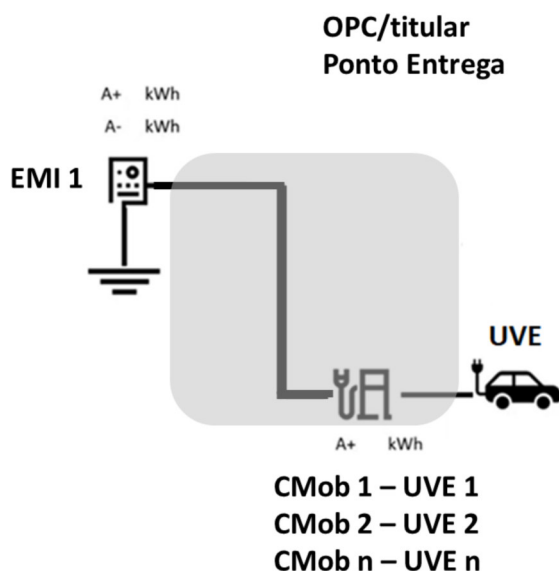 OPC/titular
Ponto Entrega
A+ kWh
A- kWh
EMI 1
UVE
A+ kWh
CMob 1 – UVE 1
CMob 2 – UVE 2
CMob n – UVE n